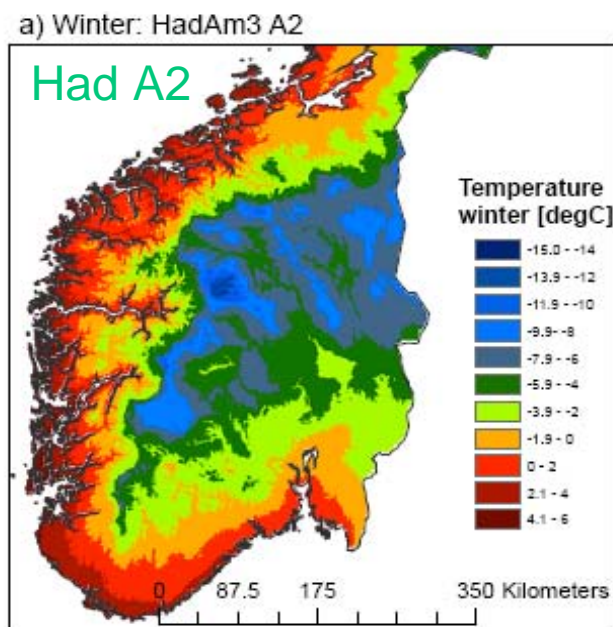 a) Winter: HadAm3 A2
Had A2
Temperature
winter [degC]
-15.0 - -14
-13.9 - -12
-11.9 - -10
-9.9 - -8
-7.9 - -6
-5.9 - -4
-3.9 - -2
-1.9 - 0
0 - 2
2.1 - 4
4.1 - 6
0 87.5 175 350 Kilometers